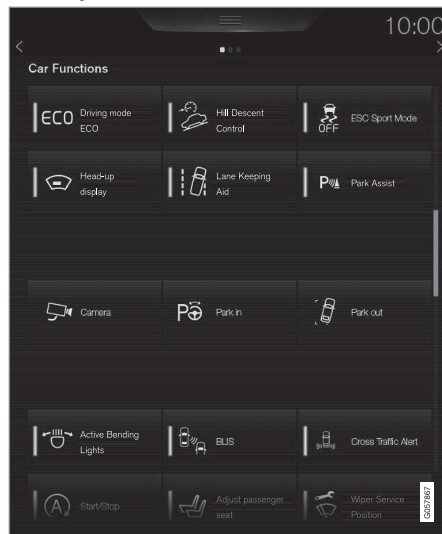 10:00
Car Functions
ECO Driving mode
ECO
Hill Descent
Control
OFF ESC Sport Mode
Head-up
display
Lane Keeping
Aid
P Park Assist
Camera
P Park in
Park out
Active Bending
Lights
BLIS
Cross Traffic Alert
A Start/Stop
Adjust passenger
seat
Wiper Service
Position
G057867